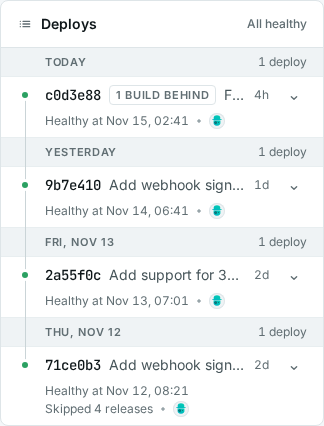 Deploys All healthy
TODAY 1 deploy
c0d3e88 1 BUILD BEHIND F... 4h
Healthy at Nov 15, 02:41 •
YESTERDAY 1 deploy
9b7e410 Add webhook sign... 1d
Healthy at Nov 14, 06:41 •
FRI, NOV 13 1 deploy
2a55f0c Add support for 3... 2d
Healthy at Nov 13, 07:01 •
THU, NOV 12 1 deploy
71ce0b3 Add webhook sign... 2d
Healthy at Nov 12, 08:21
Skipped 4 releases •